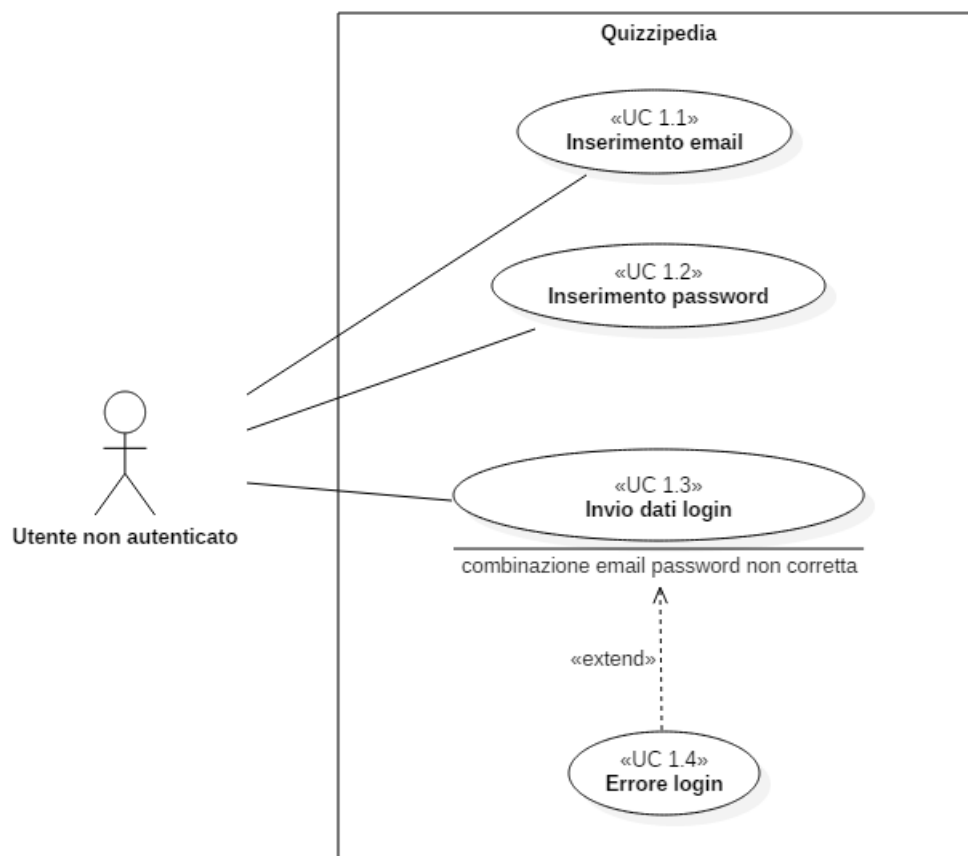 Quizzipedia
«UC 1.1»
Inserimento email
«UC 1.2»
Inserimento password
«UC 1.3»
Invio dati login
combinazione email password non corretta
Utente non autenticato
«extend»
«UC 1.4»
Errore login